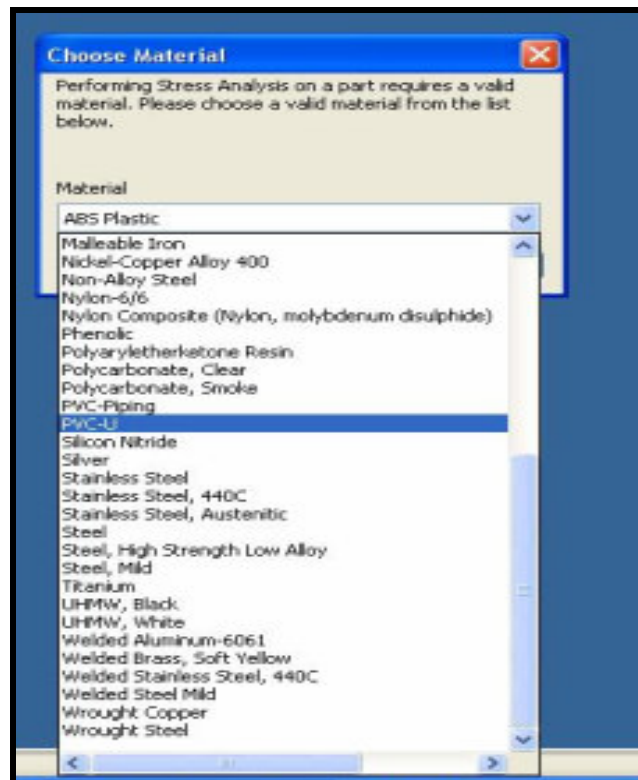 Choose Material
Performing Stress Analysis on a part requires a valid
material. Please choose a valid material from the list
below.
Material
ABS Plastic
Malleable Iron
Nickel-Copper Alloy 400
Non-Alloy Steel
Nylon-6/6
Nylon Composite (Nylon, molybdenum disulphide)
Phenolic
Polyaryletherketone Resin
Polycarbonate, Clear
Polycarbonate, Smoke
PVC-Piping
PVC-U
Silicon Nitride
Silver
Stainless Steel
Stainless Steel, 440C
Stainless Steel, Austenitic
Steel
Steel, High Strength Low Alloy
Steel, Mild
Titanium
UHMW, Black
UHMW, White
Welded Aluminum-6061
Welded Brass, Soft Yellow
Welded Stainless Steel, 440C
Welded Steel Mild
Wrought Copper
Wrought Steel